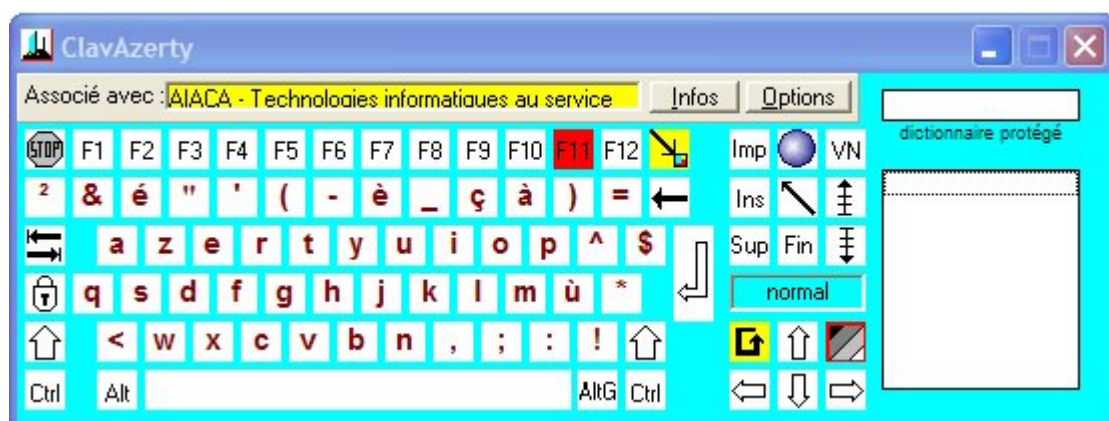 ClavAzerty
Associé avec : AIACA - Technologies informatiques au service Infos Options
dictionnaire protégé
STOP F1 F2 F3 F4 F5 F6 F7 F8 F9 F10 F11 F12 Imp VN
² & é " ' ( - è _ ç à ) = Ins
a z e r t y u i o p ^ $ Sup Fin
q s d f g h j k l m ù * normal
< w x c v b n , ; : !
Ctrl Alt AltG Ctrl